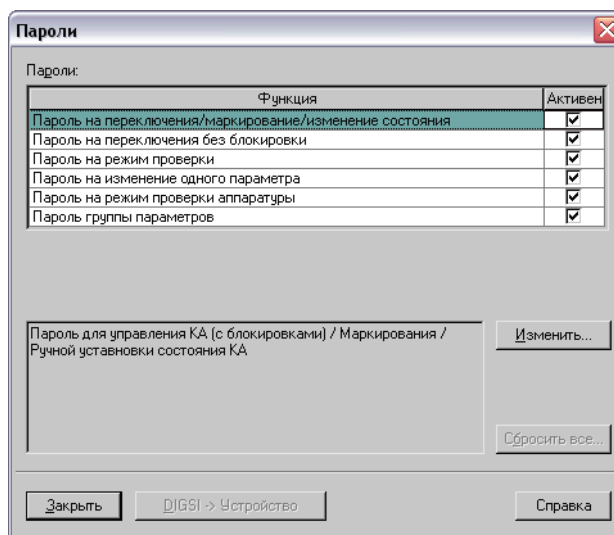 Пароли
Пароли:
Функция Активен
Пароль на переключения/маркирование/изменение состояния
Пароль на переключения без блокировки
Пароль на режим проверки
Пароль на изменение одного параметра
Пароль на режим проверки аппаратуры
Пароль группы параметров
Пароль для управления КА (с блокировками) / Маркирования /
Ручной уставновки состояния КА
Изменить...
Сбросить все...
Закрыть
DIGSI -> Устройство
Справка